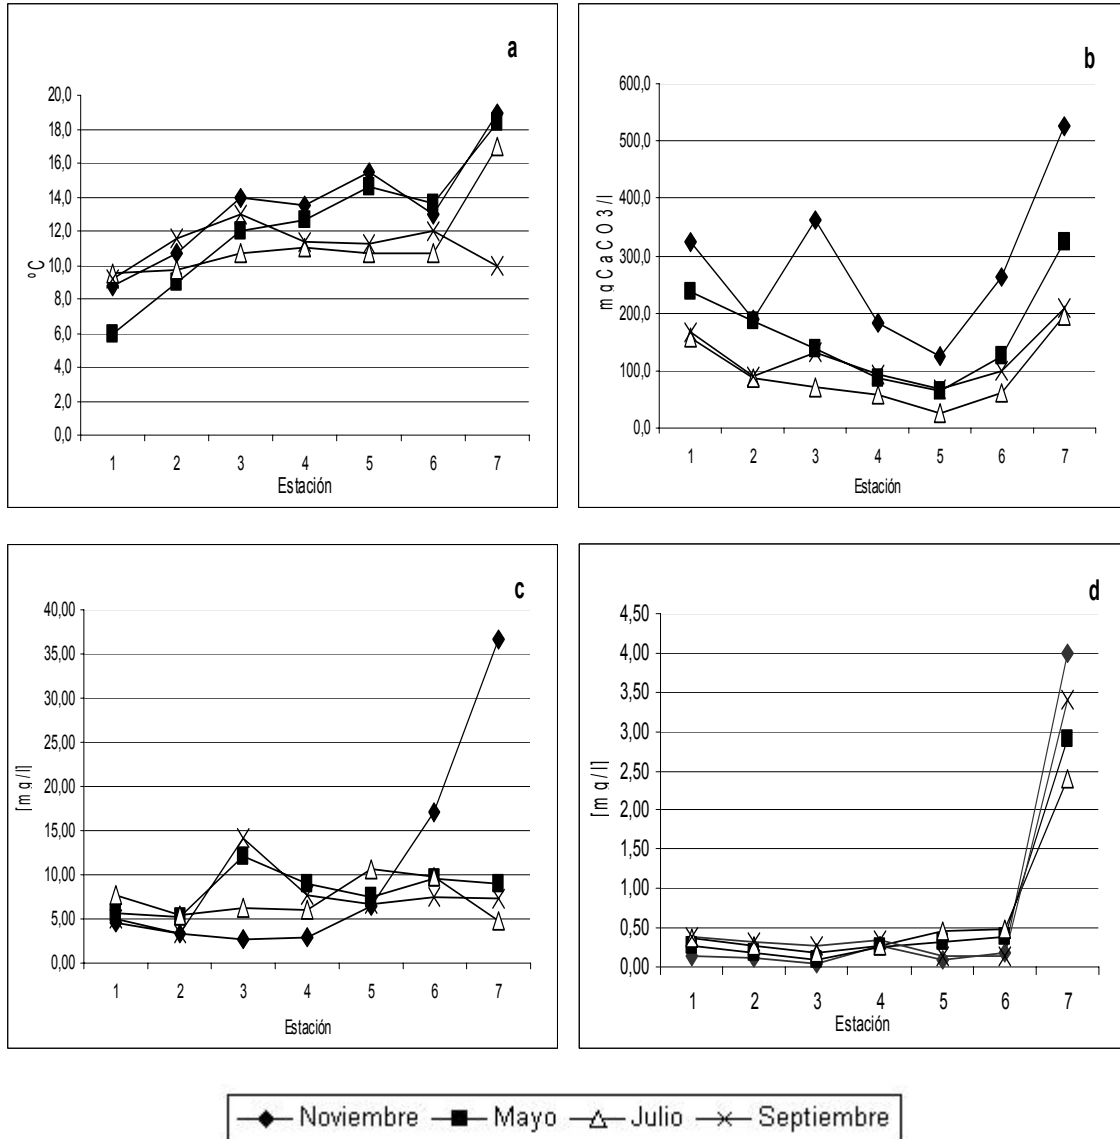 a
20,0
18,0
16,0
14,0
12,0
10,0
8,0
6,0
4,0
2,0
0,0
ºC
1 2 3 4 5 6 7
Estación
b
600,0
500,0
400,0
300,0
200,0
100,0
0,0
mgCaCO3/l
1 2 3 4 5 6 7
Estación
c
40,00
35,00
30,00
25,00
20,00
15,00
10,00
5,00
0,00
[mg/l]
1 2 3 4 5 6 7
Estación
d
4,50
4,00
3,50
3,00
2,50
2,00
1,50
1,00
0,50
0,00
[mg/l]
1 2 3 4 5 6 7
Estación
Noviembre Mayo Julio Septiembre